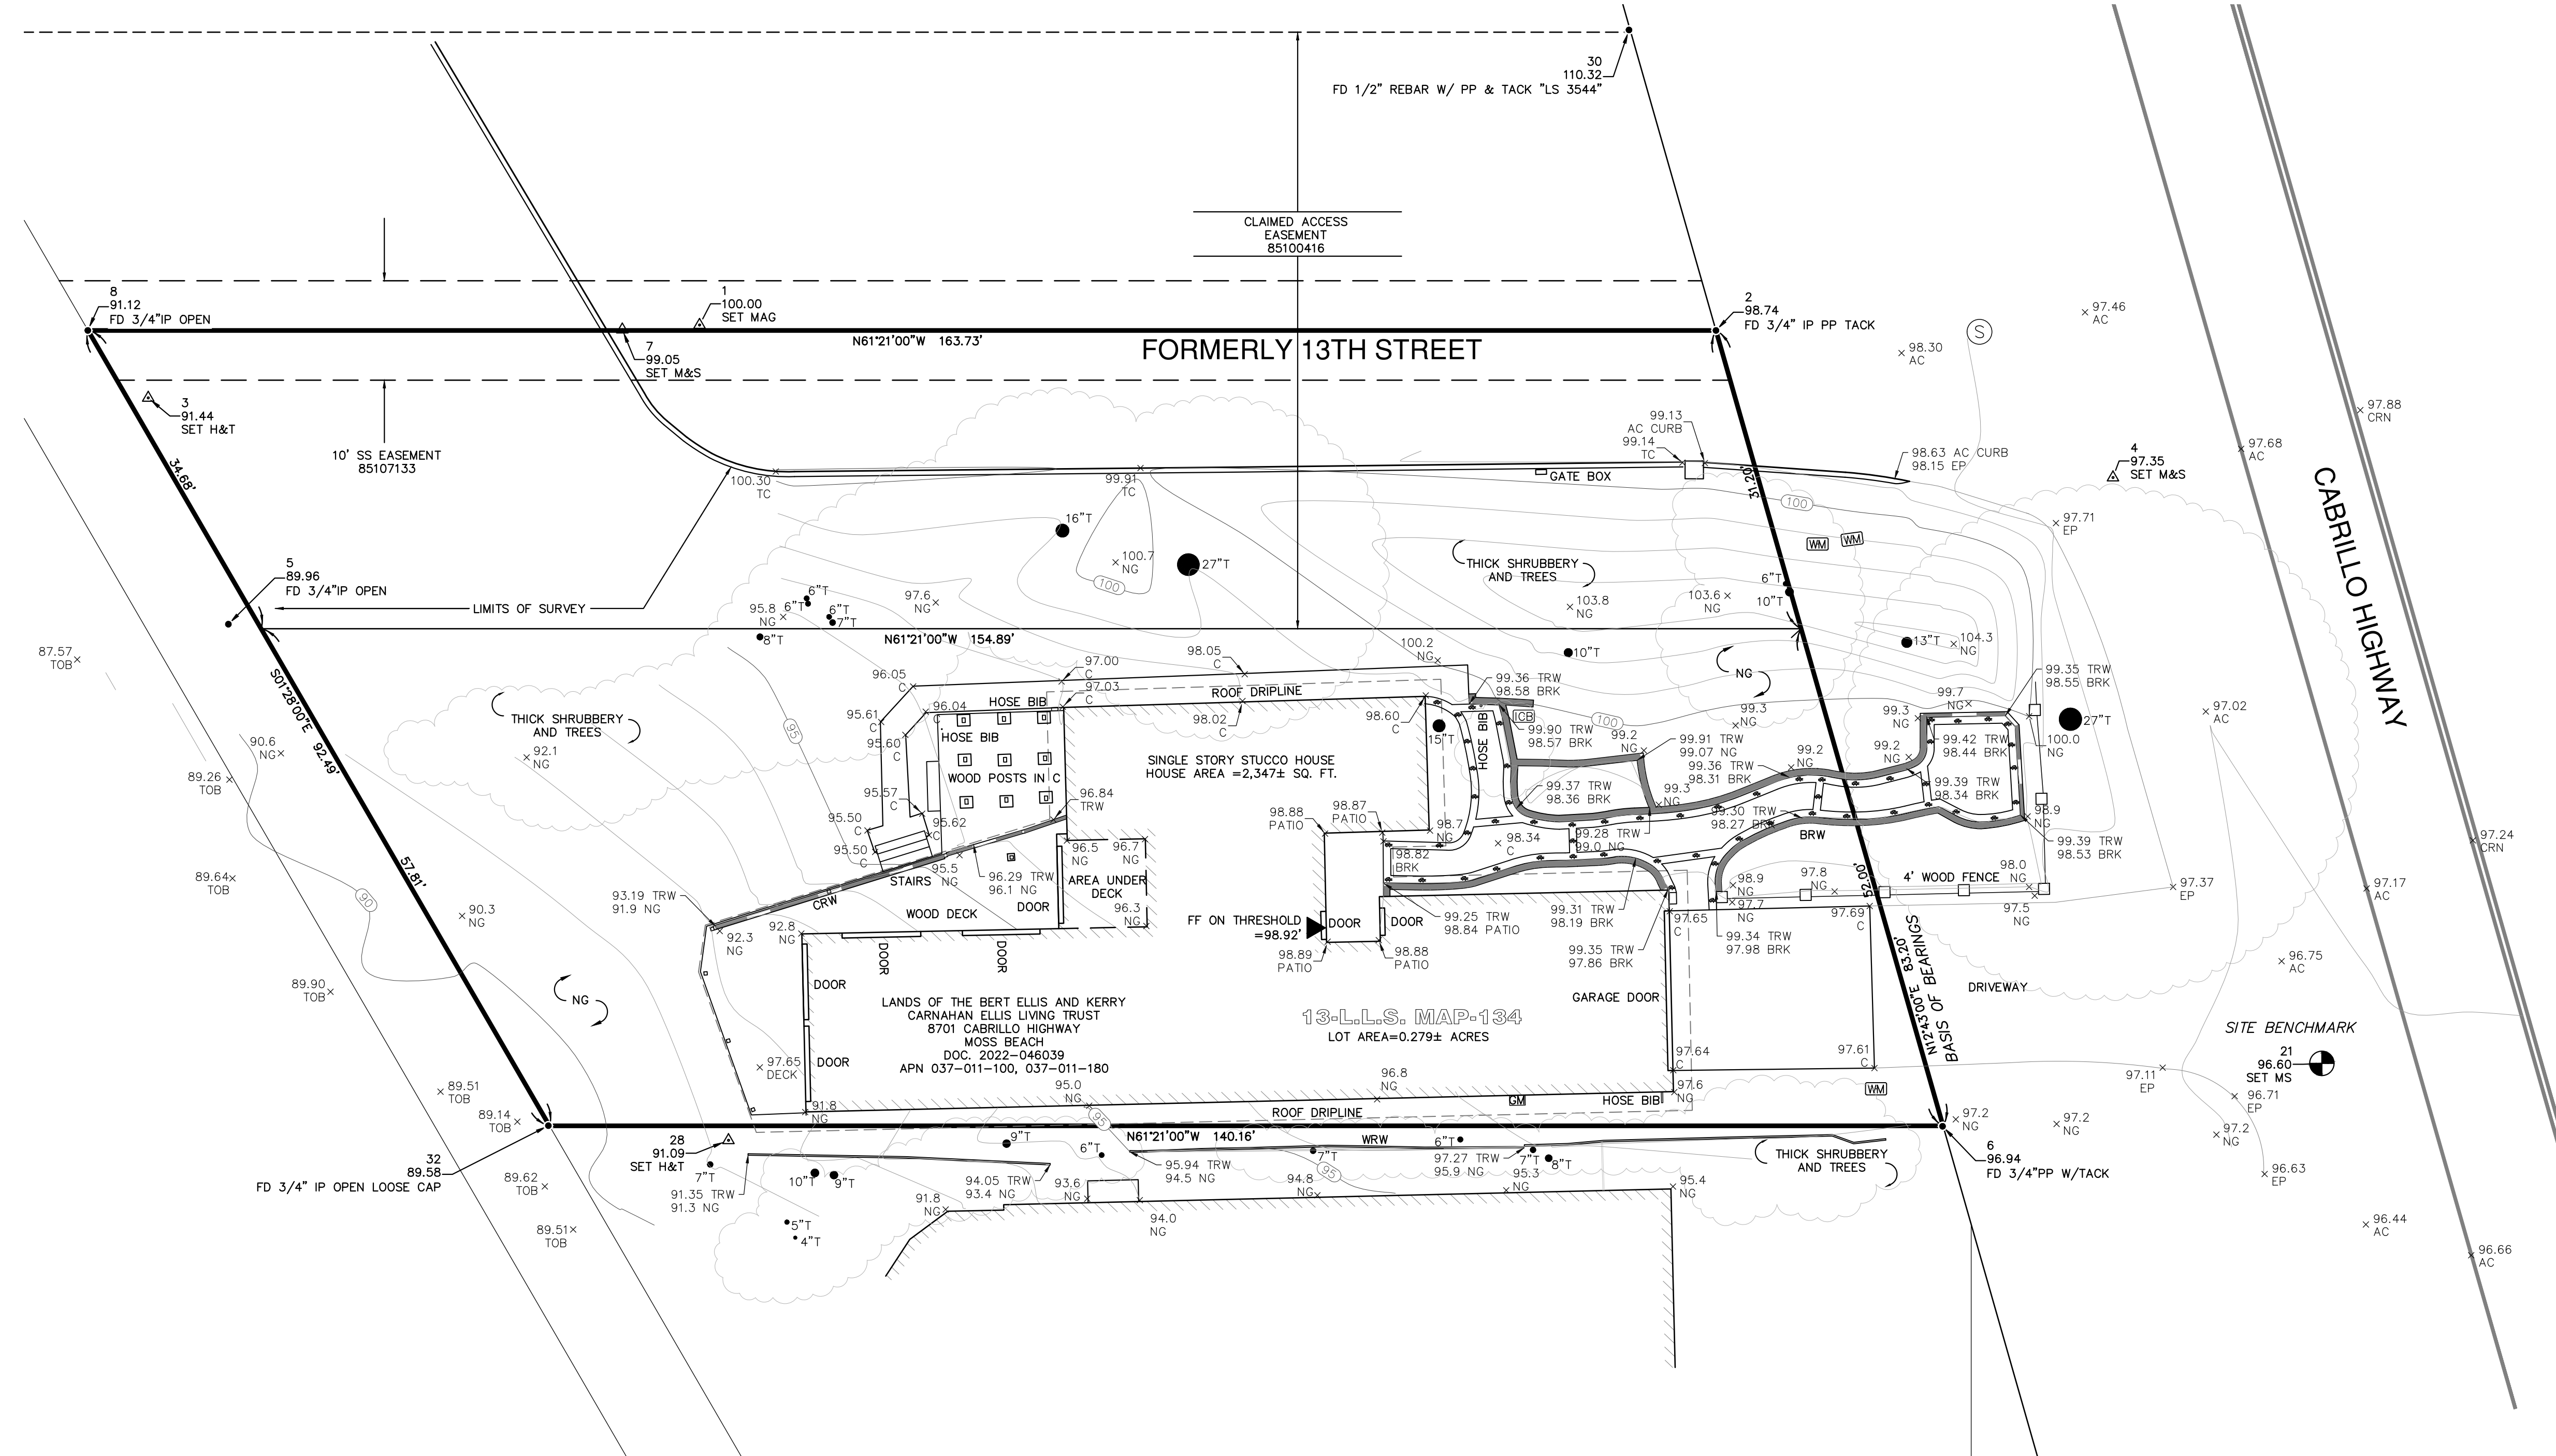 30
110.32
FD 1/2" REBAR W/ PP & TACK "LS 3544"
CLAIMED ACCESS
EASEMENT
85100416
8
91.12
FD 3/4"IP OPEN
1
100.00
SET MAG
2
98.74
FD 3/4" IP PP TACK
7
99.05
SET M&S
N61°21'00"W 163.73'
FORMERLY 13TH STREET
97.46
AC
98.30
AC
S
3
91.44
SET H&T
10' SS EASEMENT
85107133
34.68'
97.88
CRN
99.13
AC CURB
99.14
TC
98.63 AC CURB
98.15 EP
4
97.35
SET M&S
97.68
AC
CABRILLO HIGHWAY
100.30
TC
99.91
TC
GATE BOX
31.20'
100
16"T
97.71
EP
100.7
NG
100
27"T
WM
WM
THICK SHRUBBERY
AND TREES
5
89.96
FD 3/4"IP OPEN
LIMITS OF SURVEY
6"T
6"T
6"T
7"T
8"T
95.8
NG
97.6
NG
103.8
NG
103.6
NG
6"T
10"T
N61°21'00"W 154.89'
13"T
104.3
NG
10"T
87.57
TOB
100.2
NG
98.05
C
97.00
C
97.03
C
96.05
C
NG
99.35 TRW
98.55 BRK
99.36 TRW
98.58 BRK
S01°28'00"E 92.49'
THICK SHRUBBERY
AND TREES
95
95.61
C
96.04
C
HOSE BIB
ROOF DRIPLINE
98.02
C
98.60
C
15"T
HOSE BIB
ICB
100
99.3
NG
99.7
NG
99.3
NG
27"T
97.02
AC
90.6
NG
92.1
NG
95.60
C
HOSE BIB
99.90 TRW
98.57 BRK
99.2
NG
99.91 TRW
99.07 NG
99.36 TRW
98.31 BRK
99.2
NG
99.2
NG
99.42 TRW
98.44 BRK
100.0
NG
89.26
TOB
WOOD POSTS IN C
SINGLE STORY STUCCO HOUSE
HOUSE AREA =2,347± SQ. FT.
95.57
C
96.84
TRW
99.37 TRW
98.36 BRK
99.3
NG
99.39 TRW
98.34 BRK
95.50
C
95.62
C
98.88
PATIO
98.87
PATIO
98.7
NG
99.30 TRW
98.27 BRK
BRW
98.9
NG
97.24
CRN
99.39 TRW
98.53 BRK
95.50
C
95.5
NG
96.5
NG
96.7
NG
98.34
C
99.28 TRW
99.0 NG
98.82
BRK
57.81'
89.64
TOB
90
STAIRS
96.29 TRW
96.1 NG
AREA UNDER
DECK
96.3
NG
98.9
NG
97.8
NG
52.00'
4' WOOD FENCE
98.0
NG
97.5
NG
97.37
EP
97.17
AC
93.19 TRW
91.9 NG
CRW
WOOD DECK
DOOR
90.3
NG
92.3
NG
92.8
NG
FF ON THRESHOLD
=98.92'
DOOR
DOOR
99.25 TRW
98.84 PATIO
99.31 TRW
98.19 BRK
97.65
C
97.7
NG
97.69
C
99.34 TRW
97.98 BRK
99.35 TRW
97.86 BRK
DOOR
DOOR
98.89
PATIO
98.88
PATIO
96.75
AC
89.90
TOB
NG
DOOR
LANDS OF THE BERT ELLIS AND KERRY
CARNAHAN ELLIS LIVING TRUST
8701 CABRILLO HIGHWAY
MOSS BEACH
DOC. 2022-046039
APN 037-011-100, 037-011-180
13-L.L.S. MAP-134
LOT AREA=0.279± ACRES
GARAGE DOOR
N12°43'00"E 83.20'
BASIS OF BEARINGS
DRIVEWAY
SITE BENCHMARK
21
96.60
SET MS
97.65
DECK
DOOR
97.64
C
97.61
C
97.11
EP
96.71
EP
89.51
TOB
91.8
NG
95.0
NG
95
96.8
NG
97.6
NG
WM
ROOF DRIPLINE
GM
HOSE BIB
89.14
TOB
97.2
NG
97.2
NG
97.2
NG
28
91.09
SET H&T
9"T
6"T
N61°21'00"W 140.16'
WRW
6"T
6
96.94
FD 3/4"PP W/TACK
32
89.58
FD 3/4" IP OPEN LOOSE CAP
7"T
10"T
9"T
95.94 TRW
94.5 NG
7"T
97.27 TRW
95.9 NG
7"T
8"T
THICK SHRUBBERY
AND TREES
89.62
TOB
91.35 TRW
91.3 NG
94.05 TRW
93.4 NG
93.6
NG
94.8
NG
95
95.3
NG
95.4
NG
96.63
EP
91.8
NG
94.0
NG
5"T
4"T
89.51
TOB
96.44
AC
96.66
AC